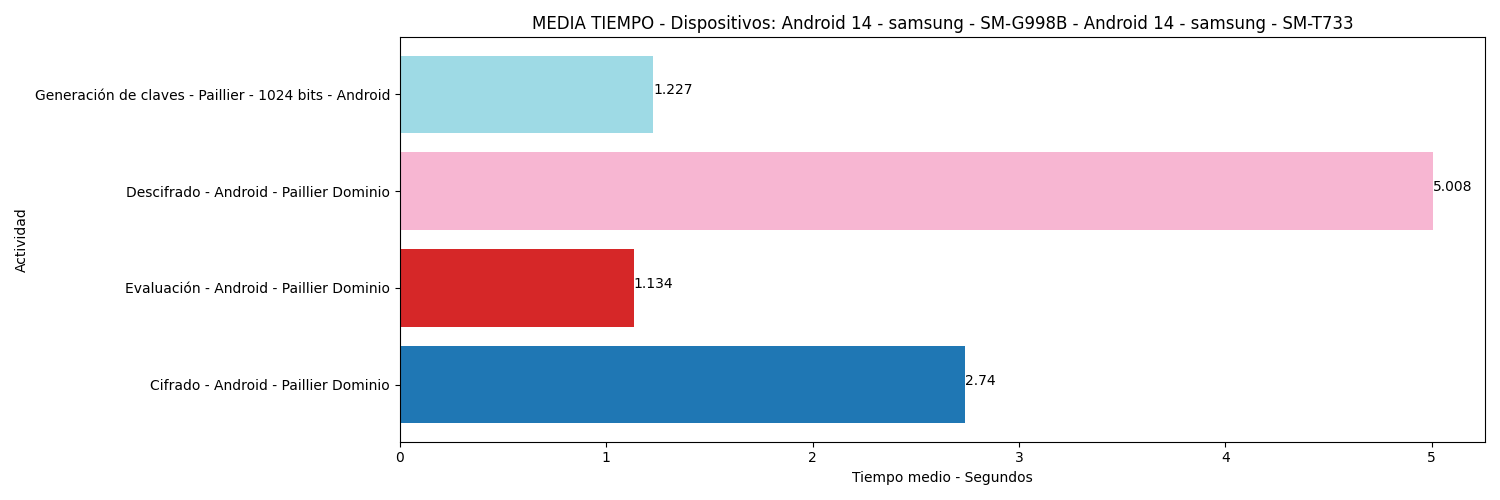 MEDIA TIEMPO - Dispositivos: Android 14 - samsung - SM-G998B - Android 14 - samsung - SM-T733
Actividad
Generación de claves - Paillier - 1024 bits - Android
1.227
Descifrado - Android - Paillier Dominio
5.008
Evaluación - Android - Paillier Dominio
1.134
Cifrado - Android - Paillier Dominio
2.74
0 1 2 3 4 5
Tiempo medio - Segundos